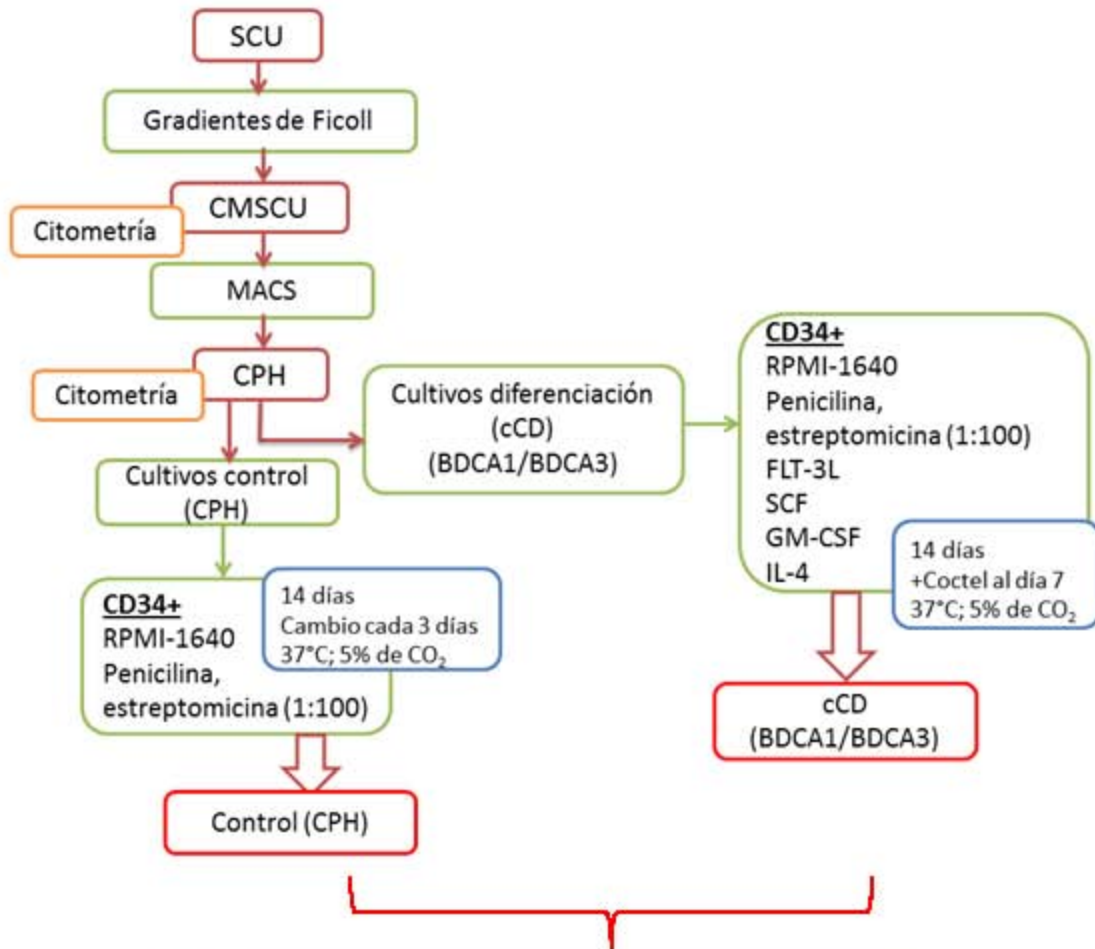 SCU
Gradientes de Ficoll
CMSCU
Citometría
MACS
CPH
Citometría
Cultivos diferenciación
(cCD)
(BDCA1/BDCA3)
CD34+
RPMI-1640
Penicilina,
estreptomicina (1:100)
FLT-3L
SCF
GM-CSF
IL-4
14 días
+Coctel al día 7
37°C; 5% de CO₂
cCD
(BDCA1/BDCA3)
Cultivos control
(CPH)
CD34+
RPMI-1640
Penicilina,
estreptomicina (1:100)
14 días
Cambio cada 3 días
37°C; 5% de CO₂
Control (CPH)